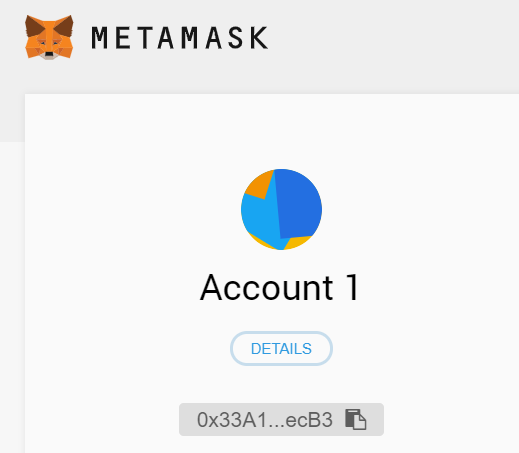 METAMASK
Account 1
DETAILS
0x33A1...ecB3